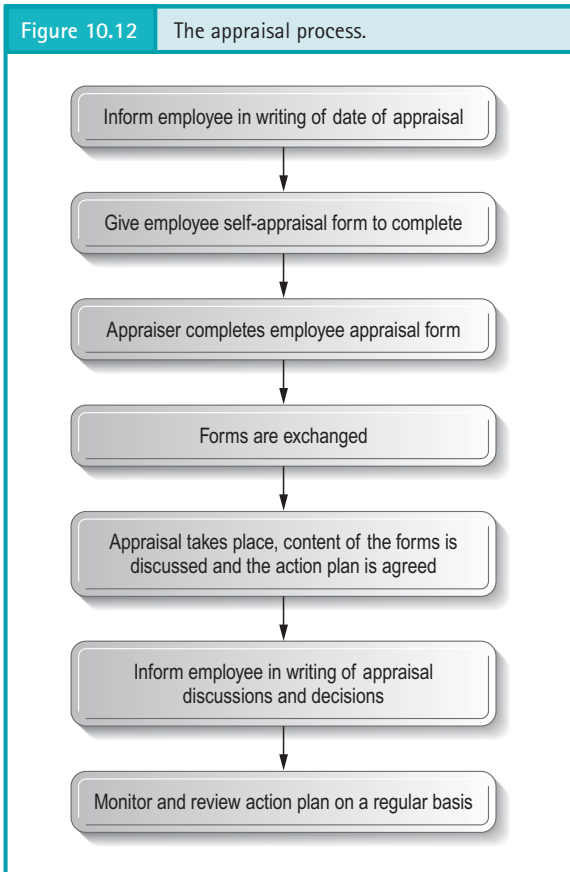 Figure 10.12 The appraisal process.
Inform employee in writing of date of appraisal
Give employee self-appraisal form to complete
Appraiser completes employee appraisal form
Forms are exchanged
Appraisal takes place, content of the forms is
discussed and the action plan is agreed
Inform employee in writing of appraisal
discussions and decisions
Monitor and review action plan on a regular basis